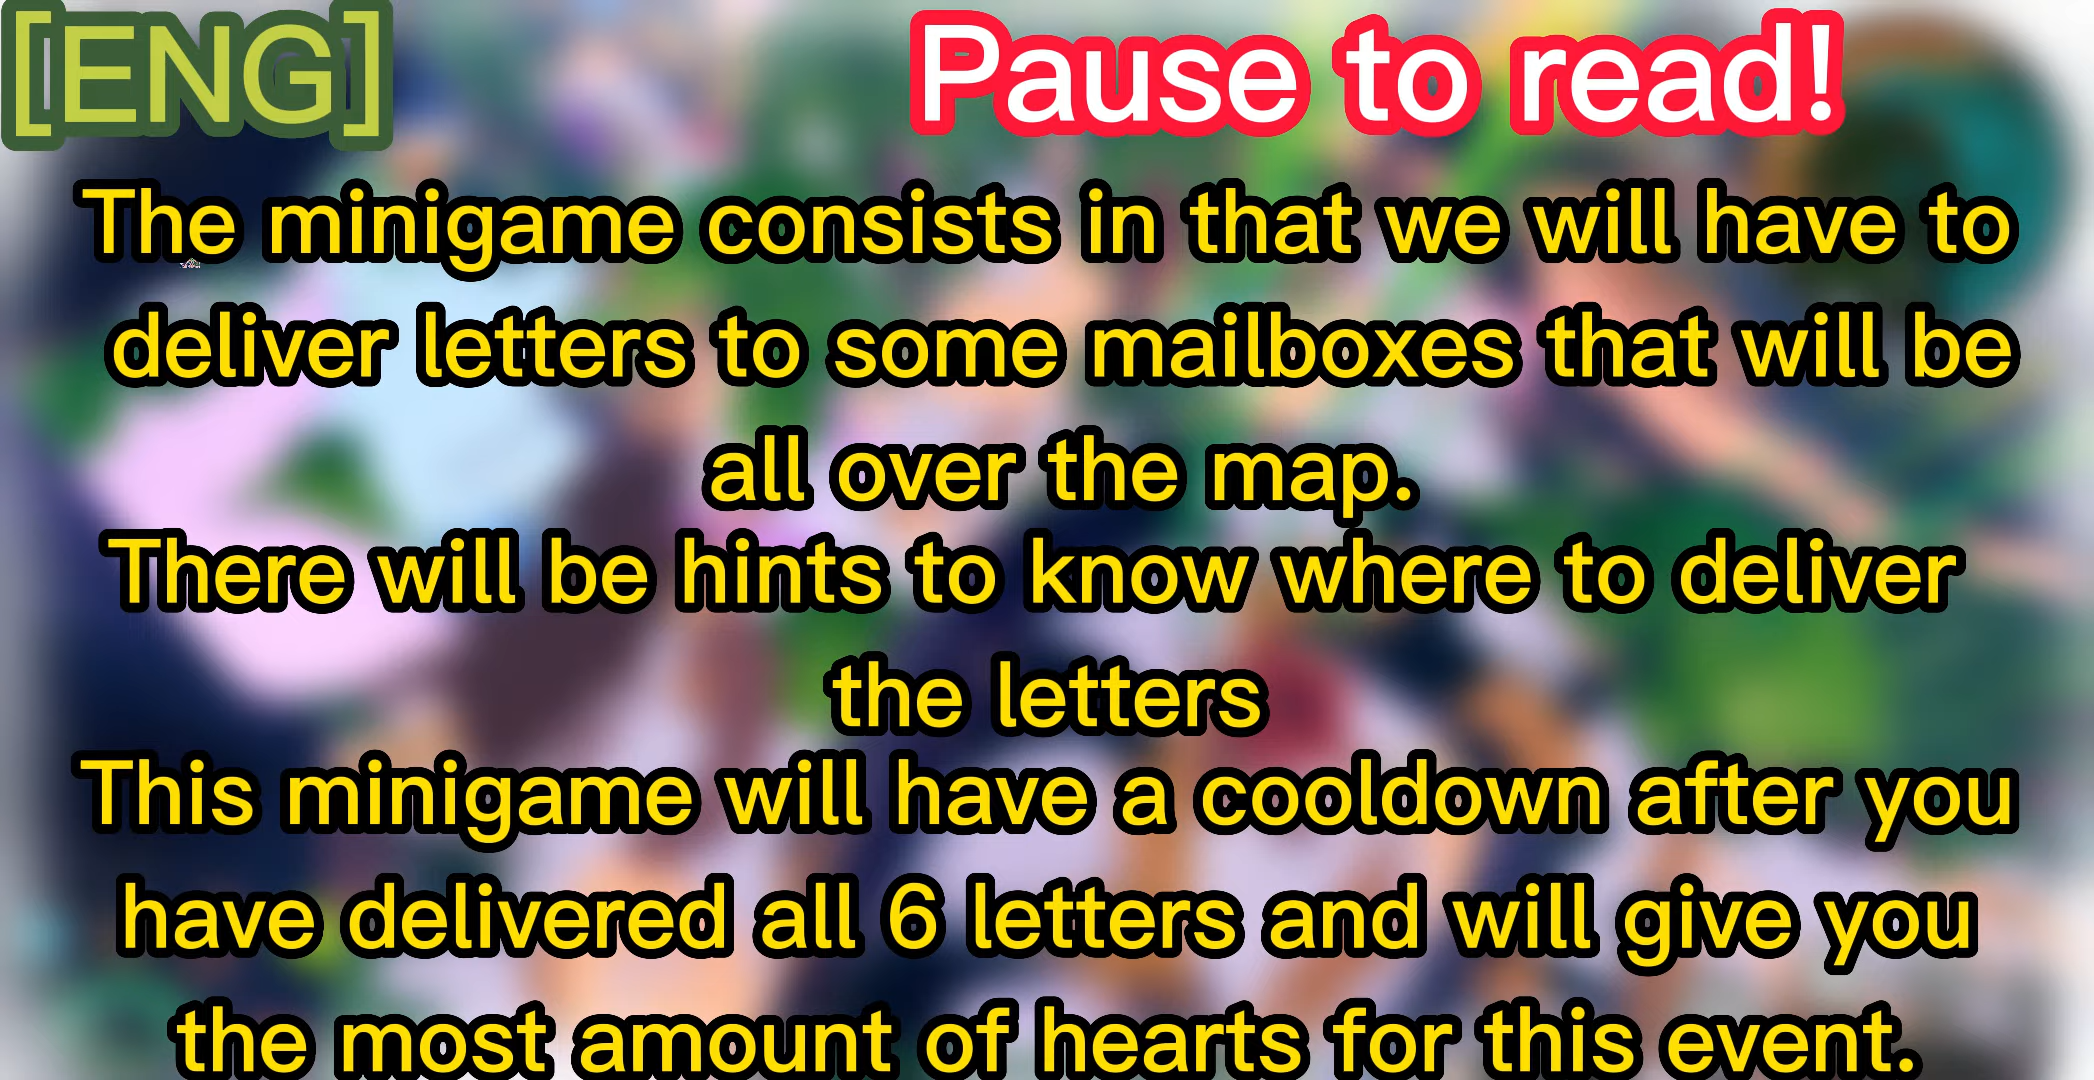 [ENG]
Pause to read!
The minigame consists in that we will have to
deliver letters to some mailboxes that will be
all over the map.
There will be hints to know where to deliver
the letters
This minigame will have a cooldown after you
have delivered all 6 letters and will give you
the most amount of hearts for this event.